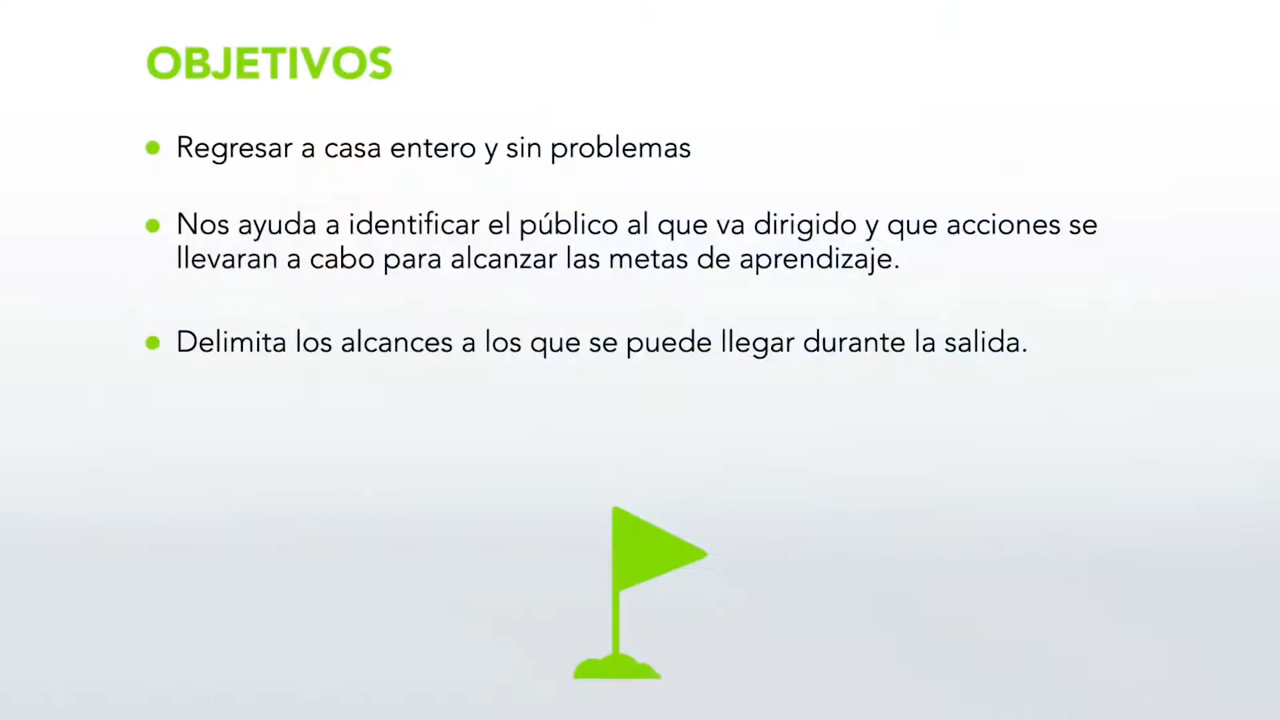 OBJETIVOS
Regresar a casa entero y sin problemas
Nos ayuda a identificar el público al que va dirigido y que acciones se
llevaran a cabo para alcanzar las metas de aprendizaje.
Delimita los alcances a los que se puede llegar durante la salida.